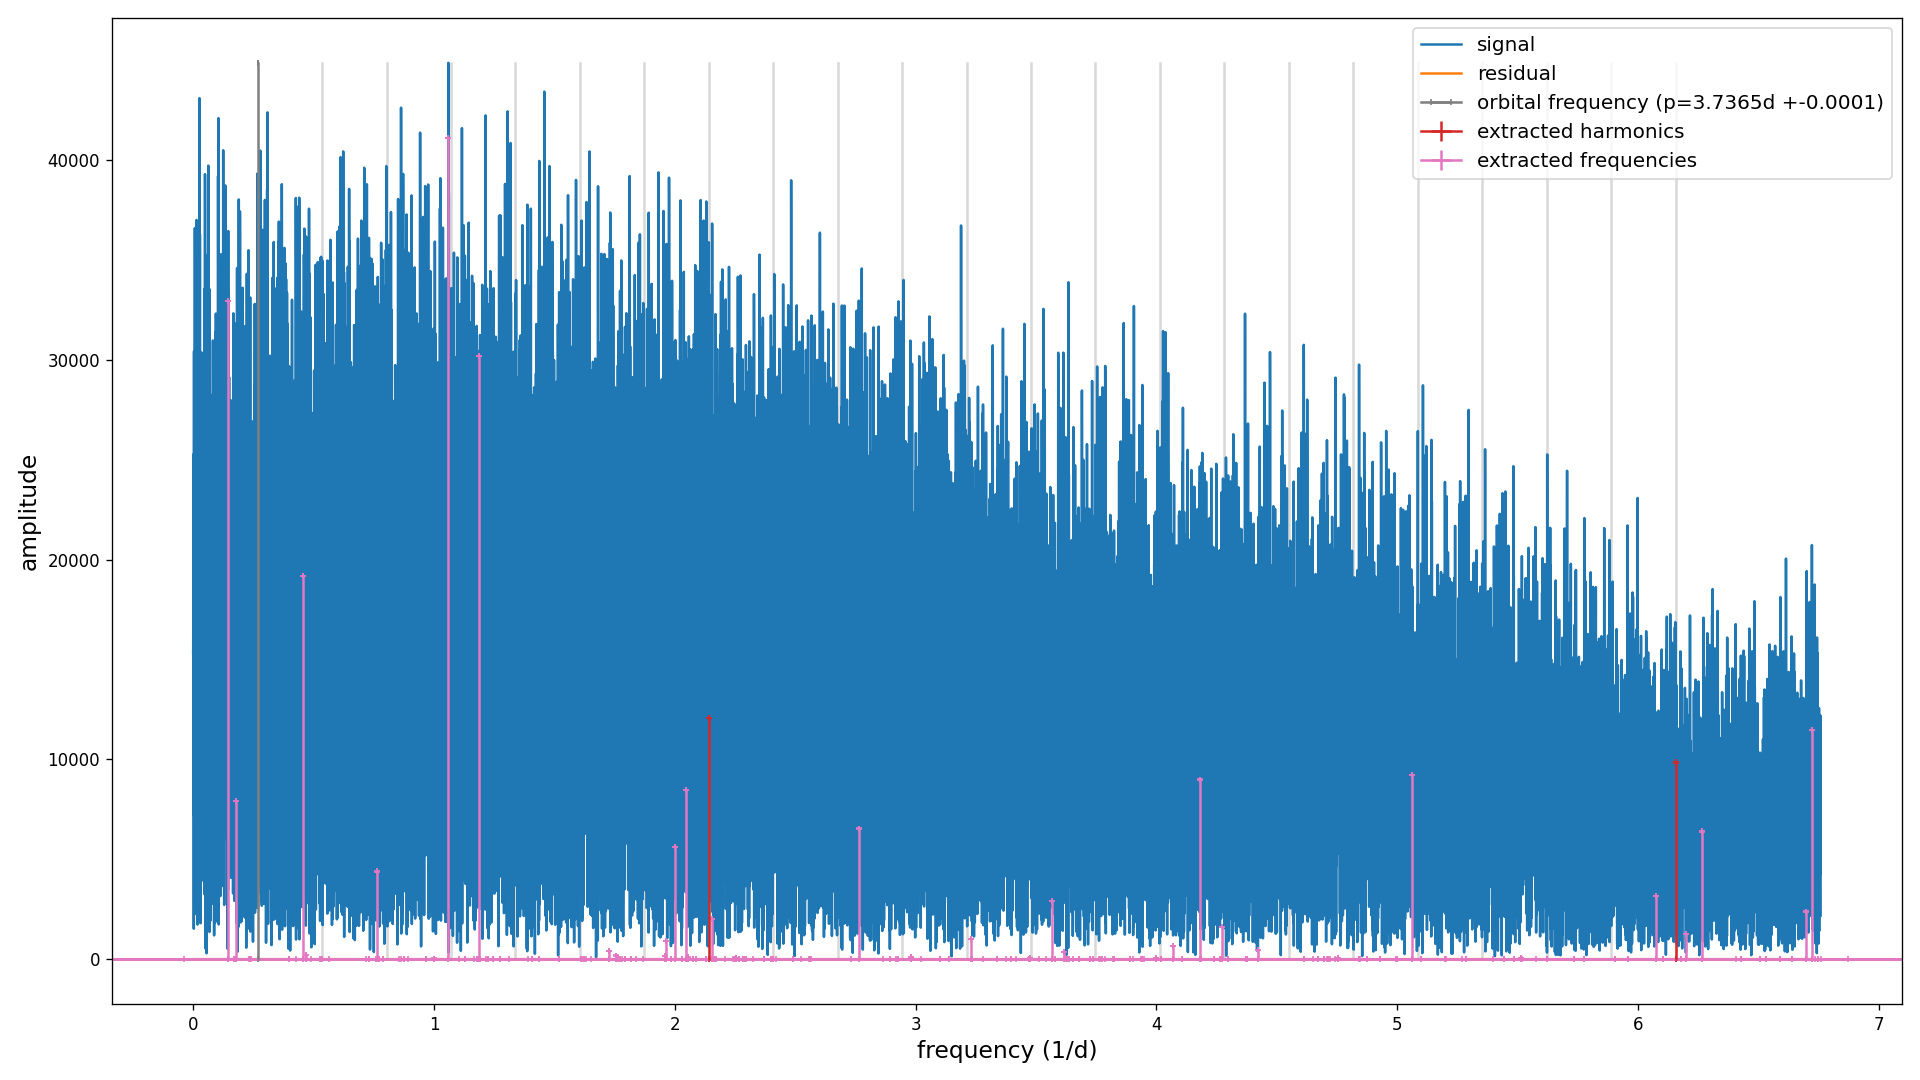 signal
residual
orbital frequency (p=3.7365d +-0.0001)
extracted harmonics
extracted frequencies
40000
30000
20000
10000
0
amplitude
0 1 2 3 4 5 6 7
frequency (1/d)